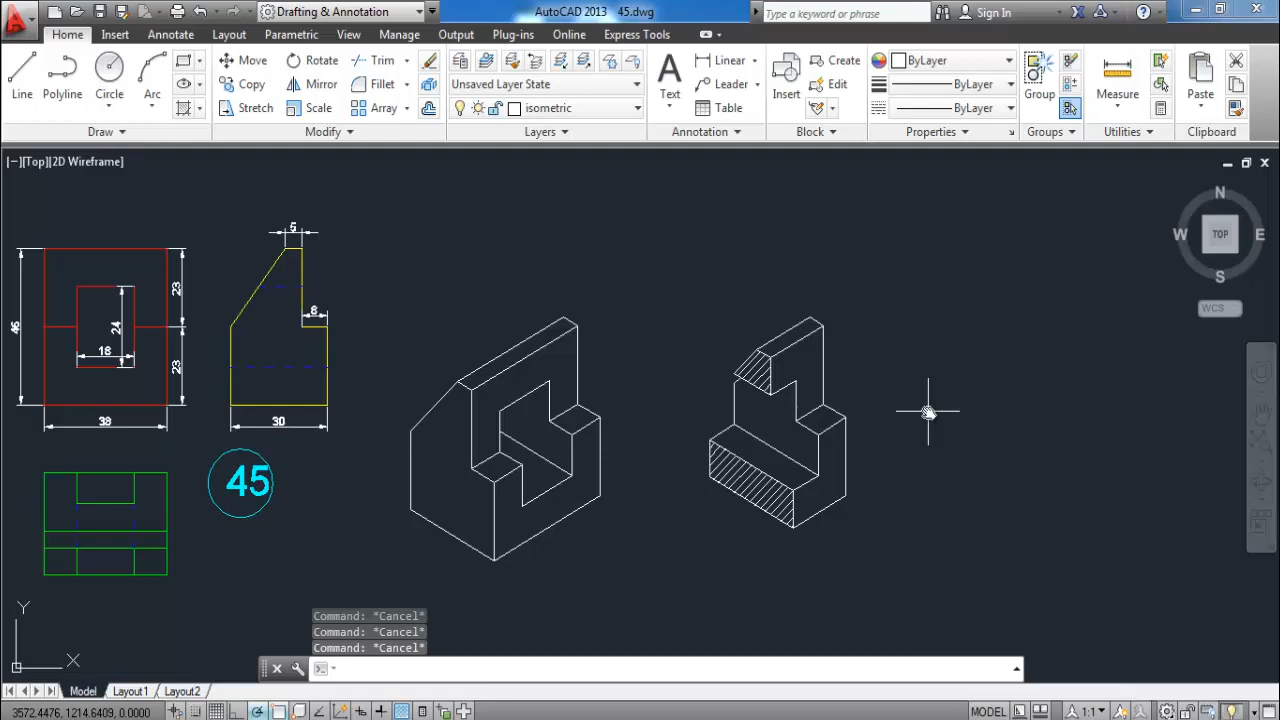 Drafting & Annotation
AutoCAD 2013 45.dwg
Type a keyword or phrase
Sign In
Home Insert Annotate Layout Parametric View Manage Output Plug-ins Online Express Tools
Move Rotate Trim
Copy Mirror Fillet
Stretch Scale Array
Line Polyline Circle Arc
Unsaved Layer State
isometric
Text
Linear
Leader
Table
Insert
Create
Edit
ByLayer
ByLayer
ByLayer
Group
Measure
Paste
Draw Modify Layers Annotation Block Properties Groups Utilities Clipboard
[−][Top][2D Wireframe]
N
W TOP E
S
WCS
5
23
8
46
24
18
23
38
30
45
Y
X
Command: *Cancel*
Command: *Cancel*
Command: *Cancel*
Model Layout1 Layout2
3572.4476, 1214.6409, 0.0000
MODEL
1:1